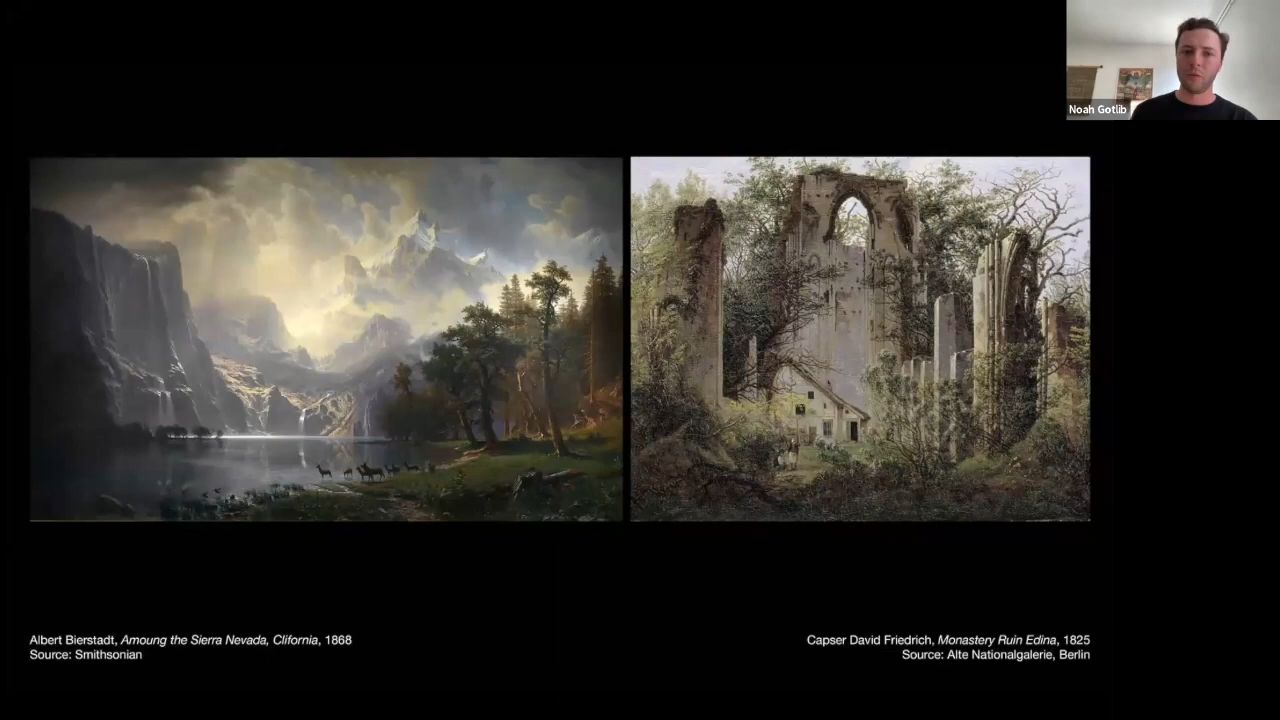 Noah Gotlib
Albert Bierstadt, Amoung the Sierra Nevada, Clifornia, 1868
Source: Smithsonian
Capser David Friedrich, Monastery Ruin Edina, 1825
Source: Alte Nationalgalerie, Berlin